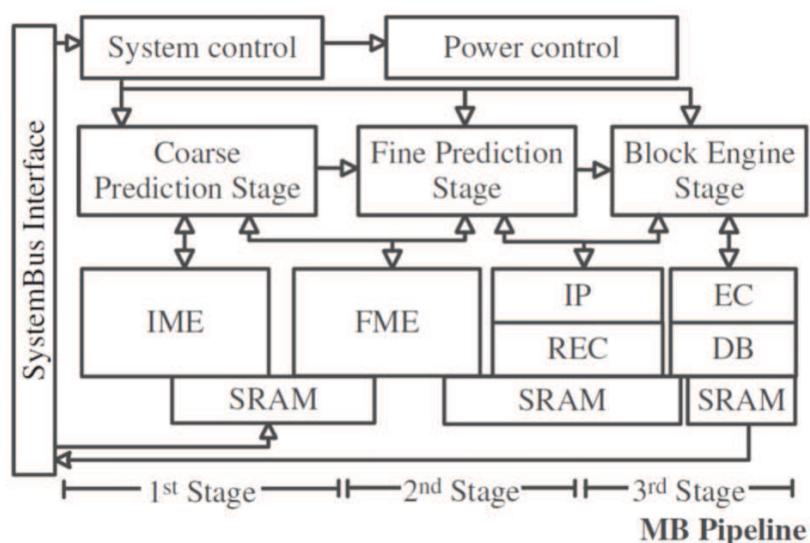 System control
Power control
SystemBus Interface
Coarse
Prediction Stage
Fine Prediction
Stage
Block Engine
Stage
IME
FME
IP
REC
EC
DB
SRAM
SRAM
SRAM
1st Stage
2nd Stage
3rd Stage
MB Pipeline